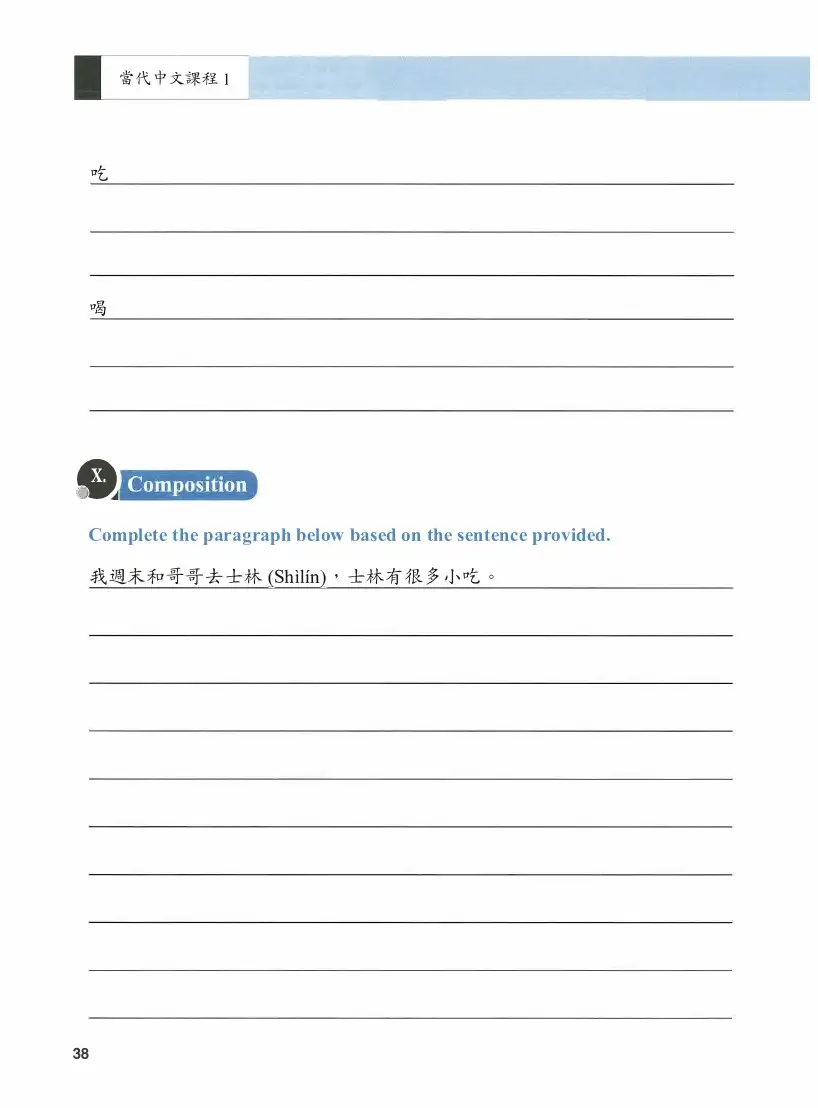 當代中文課程 1
吃
喝
X.
Composition
Complete the paragraph below based on the sentence provided.
我週末和哥哥去士林 (Shìlín)，士林有很多小吃。
38